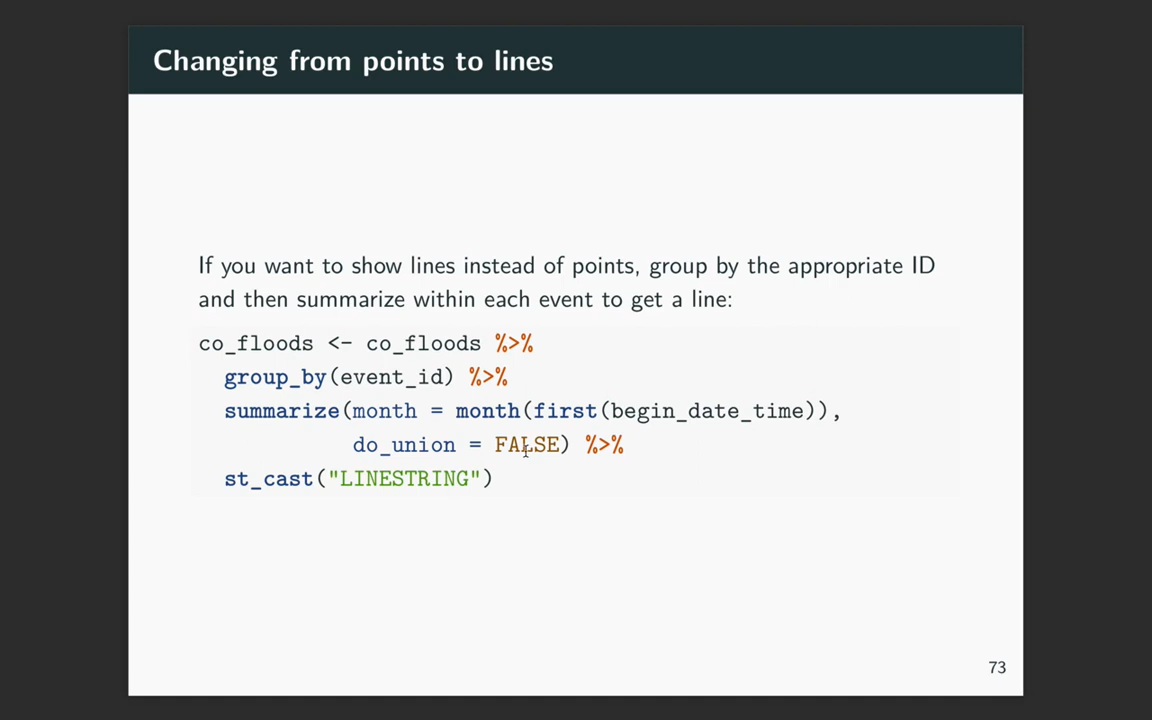 Changing from points to lines
If you want to show lines instead of points, group by the appropriate ID
and then summarize within each event to get a line:
co_floods <- co_floods %>%
group_by(event_id) %>%
summarize(month = month(first(begin_date_time)),
do_union = FALSE) %>%
st_cast("LINESTRING")
73